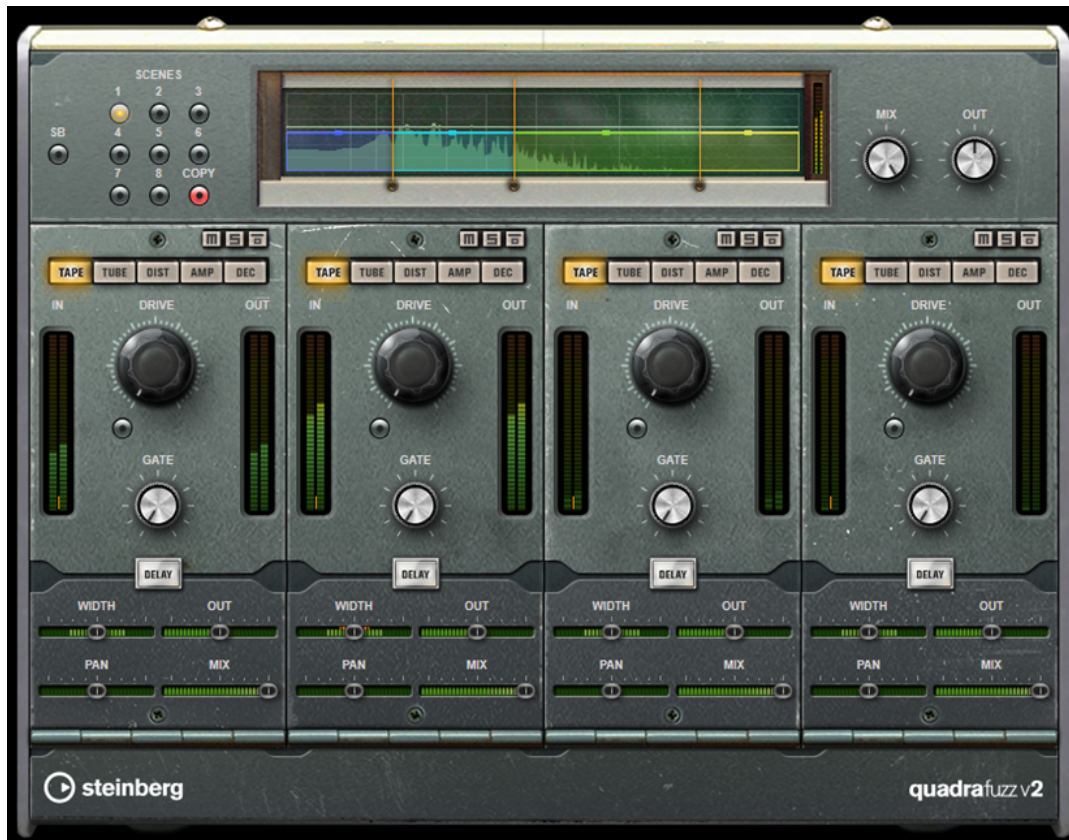 SCENES
1 2 3
SB
4 5 6
7 8 COPY
MIX OUT
M S
M S
M S
M S
TAPE TUBE DIST AMP DEC
TAPE TUBE DIST AMP DEC
TAPE TUBE DIST AMP DEC
TAPE TUBE DIST AMP DEC
IN DRIVE OUT
IN DRIVE OUT
IN DRIVE OUT
IN DRIVE OUT
GATE
GATE
GATE
GATE
DELAY
DELAY
DELAY
DELAY
WIDTH OUT
WIDTH OUT
WIDTH OUT
WIDTH OUT
PAN MIX
PAN MIX
PAN MIX
PAN MIX
steinberg
quadrafuzz v2